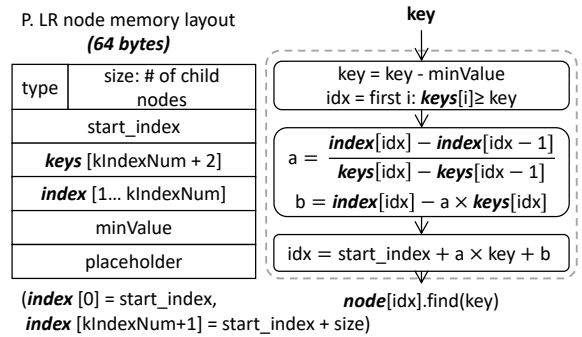 P. LR node memory layout
(64 bytes)
type
size: # of child
nodes
start_index
keys [kIndexNum + 2]
index [1... kIndexNum]
minValue
placeholder
(index [0] = start_index,
index [kIndexNum+1] = start_index + size)
key
key = key - minValue
idx = first i: keys[i]≥ key
a = (index[idx] − index[idx − 1]) / (keys[idx] − keys[idx − 1])
b = index[idx] − a × keys[idx]
idx = start_index + a × key + b
node[idx].find(key)